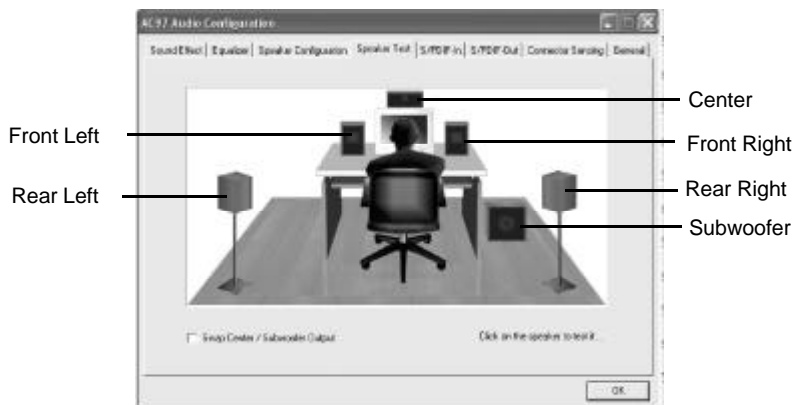 AC97 Audio Configuration
Sound Effect Equalizer Speaker Configuration Speaker Test S/PDIF-In S/PDIF-Out Connector Sensing General
Center
Front Left
Front Right
Rear Left
Rear Right
Subwoofer
Swap Center / Subwoofer Output
Click on the speaker to test it...
OK